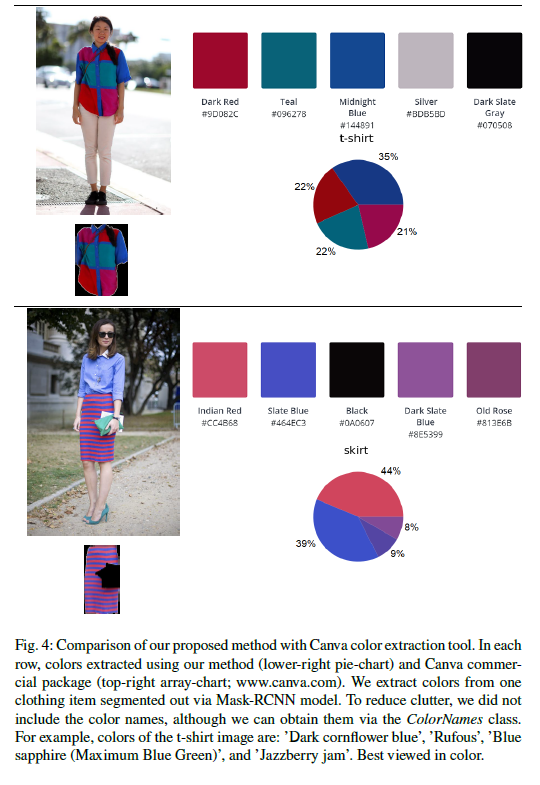 Dark Red
Teal
Midnight
Blue
Silver
Dark Slate
Gray
#9D082C
#096278
#144891
#BDB5BD
#070508
t-shirt
35%
22%
21%
22%
Indian Red
Slate Blue
Black
Dark Slate
Blue
Old Rose
#CC4B68
#464EC3
#0A0607
#8E5399
#813E6B
skirt
44%
8%
39%
9%
Fig. 4: Comparison of our proposed method with Canva color extraction tool. In each
row, colors extracted using our method (lower-right pie-chart) and Canva commer-
cial package (top-right array-chart; www.canva.com). We extract colors from one
clothing item segmented out via Mask-RCNN model. To reduce clutter, we did not
include the color names, although we can obtain them via the ColorNames class.
For example, colors of the t-shirt image are: ’Dark cornflower blue’, ’Rufous’, ’Blue
sapphire (Maximum Blue Green)’, and ’Jazzberry jam’. Best viewed in color.